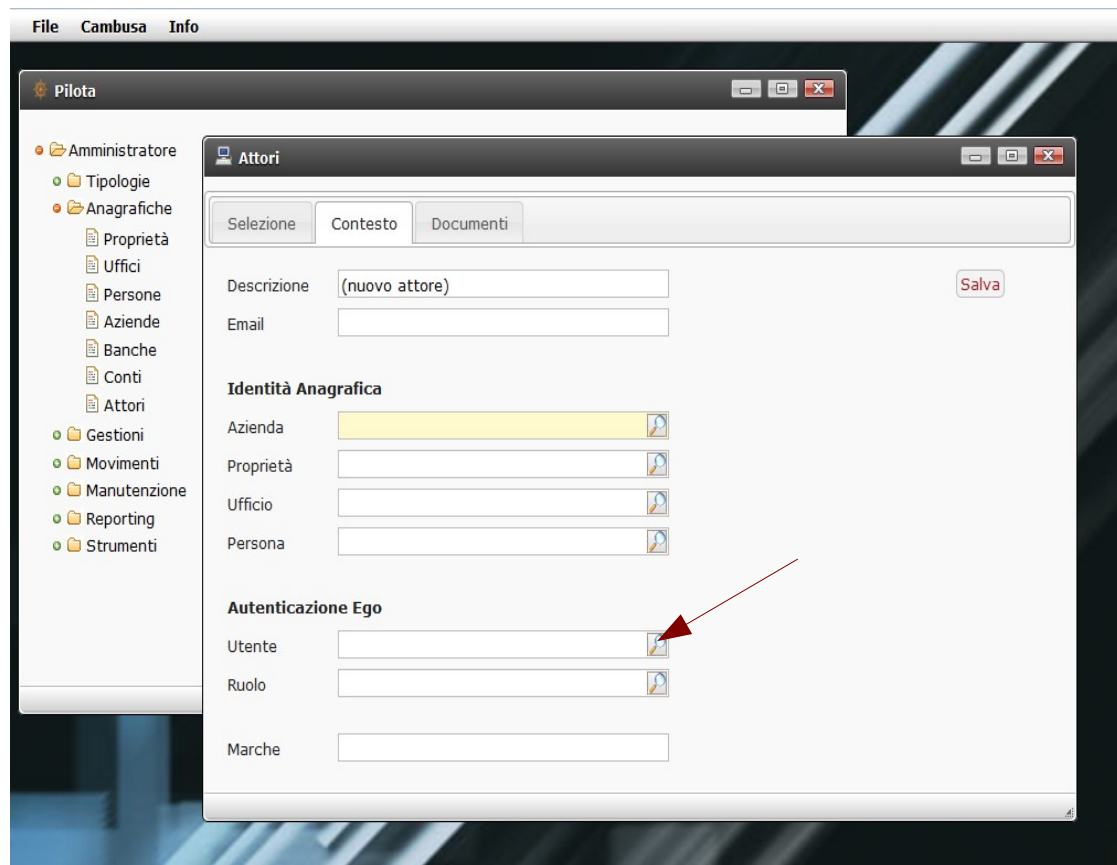 File Cambusa Info
Pilota
Amministratore
Tipologie
Anagrafiche
Proprietà
Uffici
Persone
Aziende
Banche
Conti
Attori
Gestioni
Movimenti
Manutenzione
Reporting
Strumenti
Attori
Selezione Contesto Documenti
Descrizione (nuovo attore) Salva
Email
Identità Anagrafica
Azienda
Proprietà
Ufficio
Persona
Autenticazione Ego
Utente
Ruolo
Marche